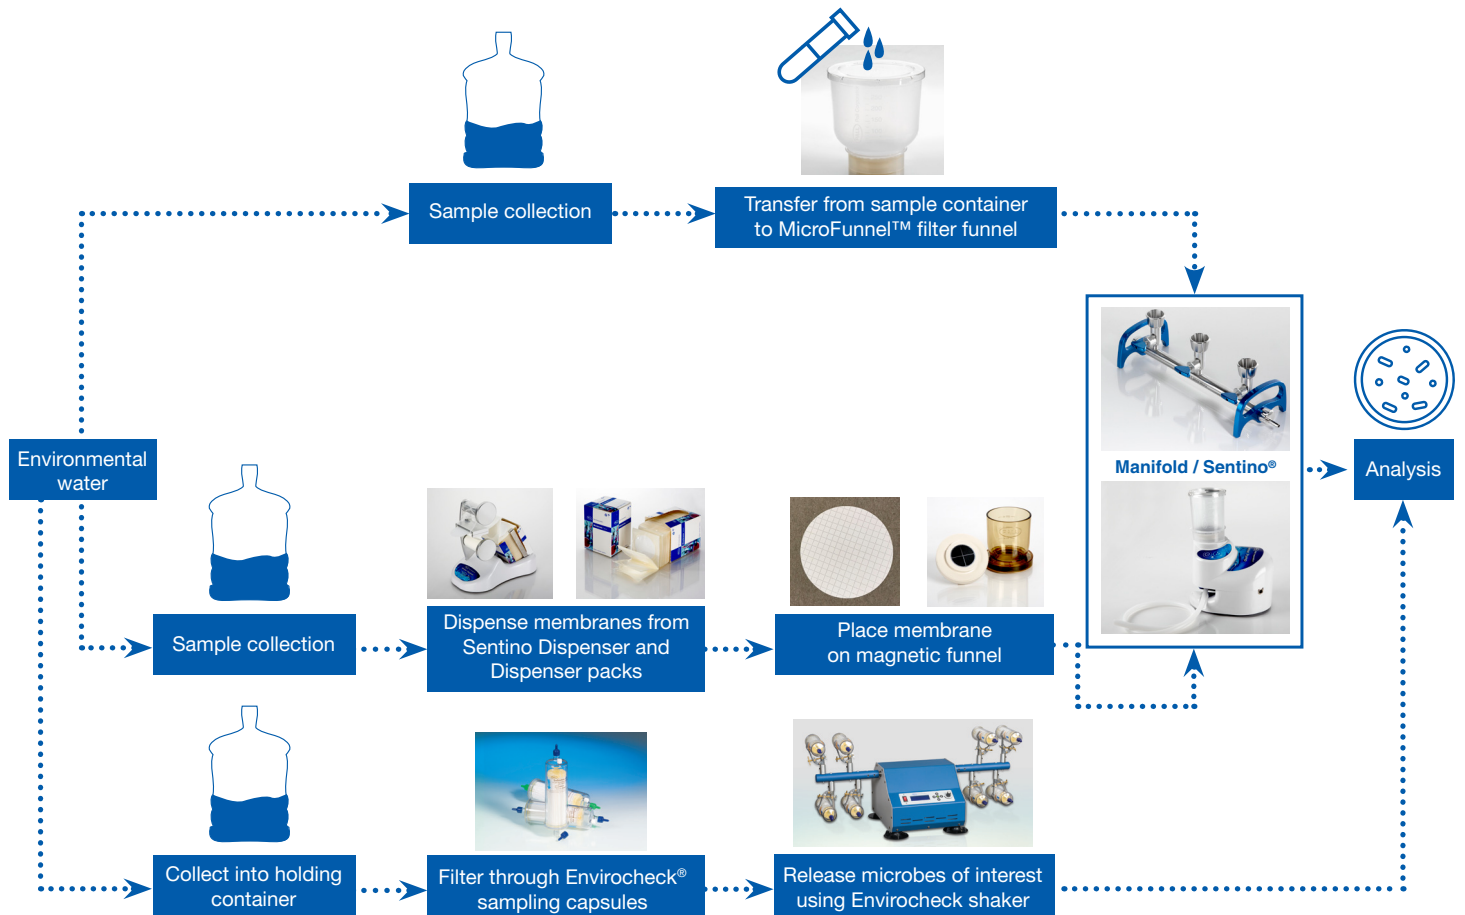 Sample collection
Transfer from sample container
to MicroFunnel™ filter funnel
Environmental
water
Manifold / Sentino®
Analysis
Sample collection
Dispense membranes from
Sentino Dispenser and
Dispenser packs
Place membrane
on magnetic funnel
Collect into holding
container
Filter through Envirocheck®
sampling capsules
Release microbes of interest
using Envirocheck shaker